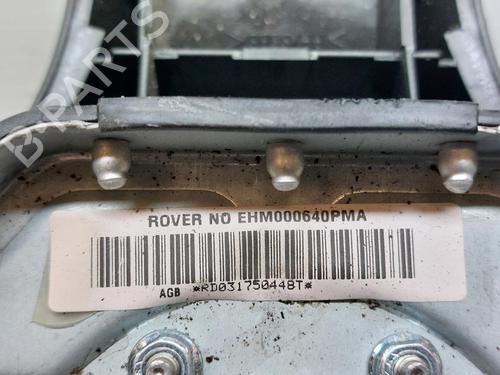 B-PARTS
ROVER NO EHM000640PMA
AGB *RD031750448T*